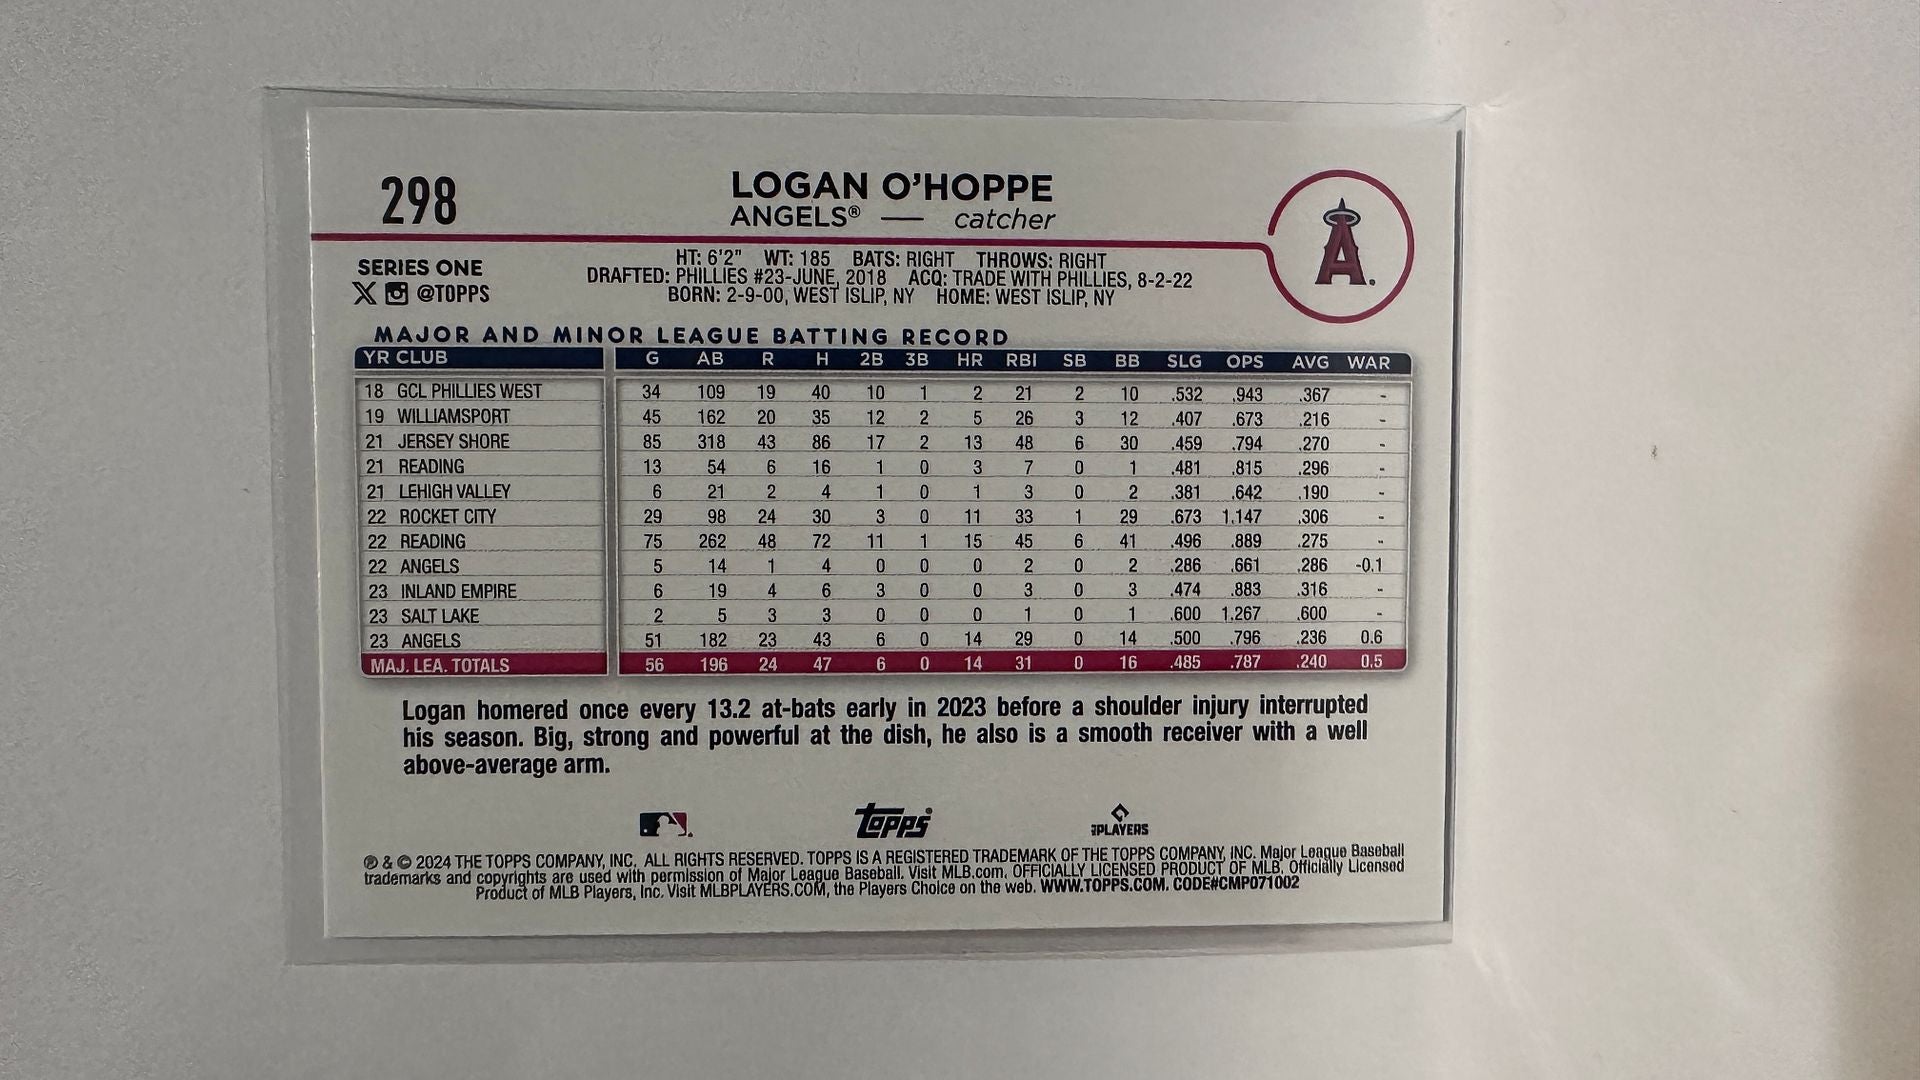 298
LOGAN O'HOPPE
ANGELS® — catcher
A.
SERIES ONE
X @TOPPS
HT: 6'2" WT: 185 BATS: RIGHT THROWS: RIGHT
DRAFTED: PHILLIES #23-JUNE, 2018 ACQ: TRADE WITH PHILLIES, 8-2-22
BORN: 2-9-00, WEST ISLIP, NY HOME: WEST ISLIP, NY
MAJOR AND MINOR LEAGUE BATTING RECORD
YR CLUB G AB R H 2B 3B HR RBI SB BB SLG OPS AVG WAR
18 GCL PHILLIES WEST 34 109 19 40 10 1 2 21 2 10 .532 .943 .367 -
19 WILLIAMSPORT 45 162 20 35 12 2 5 26 3 12 .407 .673 .216 -
21 JERSEY SHORE 85 318 43 86 17 2 13 48 6 30 .459 .794 .270 -
21 READING 13 54 6 16 1 0 3 7 0 1 .481 .815 .296 -
21 LEHIGH VALLEY 6 21 2 4 1 0 1 3 0 2 .381 .642 .190 -
22 ROCKET CITY 29 98 24 30 3 0 11 33 1 29 .673 1.147 .306 -
22 READING 75 262 48 72 11 1 15 45 6 41 .496 .889 .275 -
22 ANGELS 5 14 1 4 0 0 0 2 0 2 .286 .661 .286 -0.1
23 INLAND EMPIRE 6 19 4 6 3 0 0 3 0 3 .474 .883 .316 -
23 SALT LAKE 2 5 3 3 0 0 0 1 0 1 .600 1.267 .600 -
23 ANGELS 51 182 23 43 6 0 14 29 0 14 .500 .796 .236 0.6
MAJ. LEA. TOTALS 56 196 24 47 6 0 14 31 0 16 .485 .787 .240 0.5
Logan homered once every 13.2 at-bats early in 2023 before a shoulder injury interrupted
his season. Big, strong and powerful at the dish, he also is a smooth receiver with a well
above-average arm.
Topps
PLAYERS
® & © 2024 THE TOPPS COMPANY, INC. ALL RIGHTS RESERVED. TOPPS IS A REGISTERED TRADEMARK OF THE TOPPS COMPANY, INC. Major League Baseball
trademarks and copyrights are used with permission of Major League Baseball. Visit MLB.com. OFFICIALLY LICENSED PRODUCT OF MLB. Officially Licensed
Product of MLB Players, Inc. Visit MLBPLAYERS.COM, the Players Choice on the web. WWW.TOPPS.COM. CODE#CMP071002